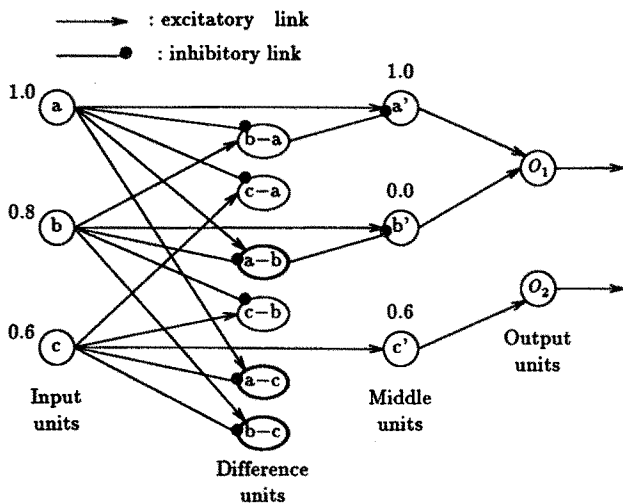 : excitatory link
: inhibitory link
1.0
a
b-a
1.0
a'
c-a
O₁
0.8
b
0.0
b'
a-b
c-b
O₂
0.6
c
0.6
c'
a-c
b-c
Input
units
Difference
units
Middle
units
Output
units